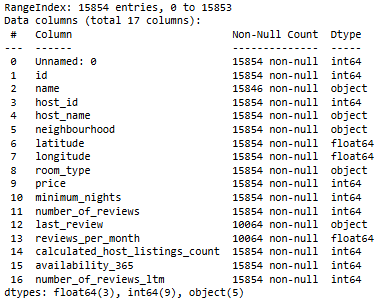 RangeIndex: 15854 entries, 0 to 15853
Data columns (total 17 columns):
 #   Column                          Non-Null Count  Dtype
---  ------                          --------------  -----
 0   Unnamed: 0                      15854 non-null  int64
 1   id                              15854 non-null  int64
 2   name                            15846 non-null  object
 3   host_id                         15854 non-null  int64
 4   host_name                       15854 non-null  object
 5   neighbourhood                   15854 non-null  object
 6   latitude                        15854 non-null  float64
 7   longitude                       15854 non-null  float64
 8   room_type                       15854 non-null  object
 9   price                           15854 non-null  int64
 10  minimum_nights                  15854 non-null  int64
 11  number_of_reviews               15854 non-null  int64
 12  last_review                     10064 non-null  object
 13  reviews_per_month               10064 non-null  float64
 14  calculated_host_listings_count  15854 non-null  int64
 15  availability_365                15854 non-null  int64
 16  number_of_reviews_ltm           15854 non-null  int64
dtypes: float64(3), int64(9), object(5)